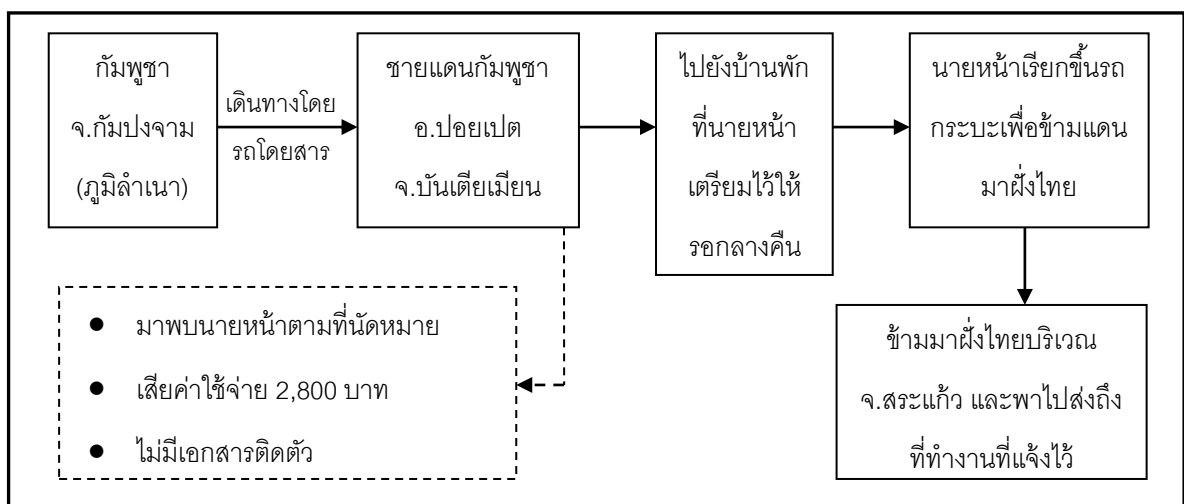 กัมพูชา
จ.กัมปงจาม
(ภูมิลำเนา)
เดินทางโดย
รถโดยสาร
ชายแดนกัมพูชา
อ.ปอยเปต
จ.บันเตียเมียน
ไปยังบ้านพัก
ที่นายหน้า
เตรียมไว้ให้
รอกลางคืน
นายหน้าเรียกขึ้นรถ
กระบะเพื่อข้ามแดน
มาฝั่งไทย
● มาพบนายหน้าตามที่นัดหมาย
● เสียค่าใช้จ่าย 2,800 บาท
● ไม่มีเอกสารติดตัว
ข้ามมาฝั่งไทยบริเวณ
จ.สระแก้ว และพาไปส่งถึง
ที่ทำงานที่แจ้งไว้